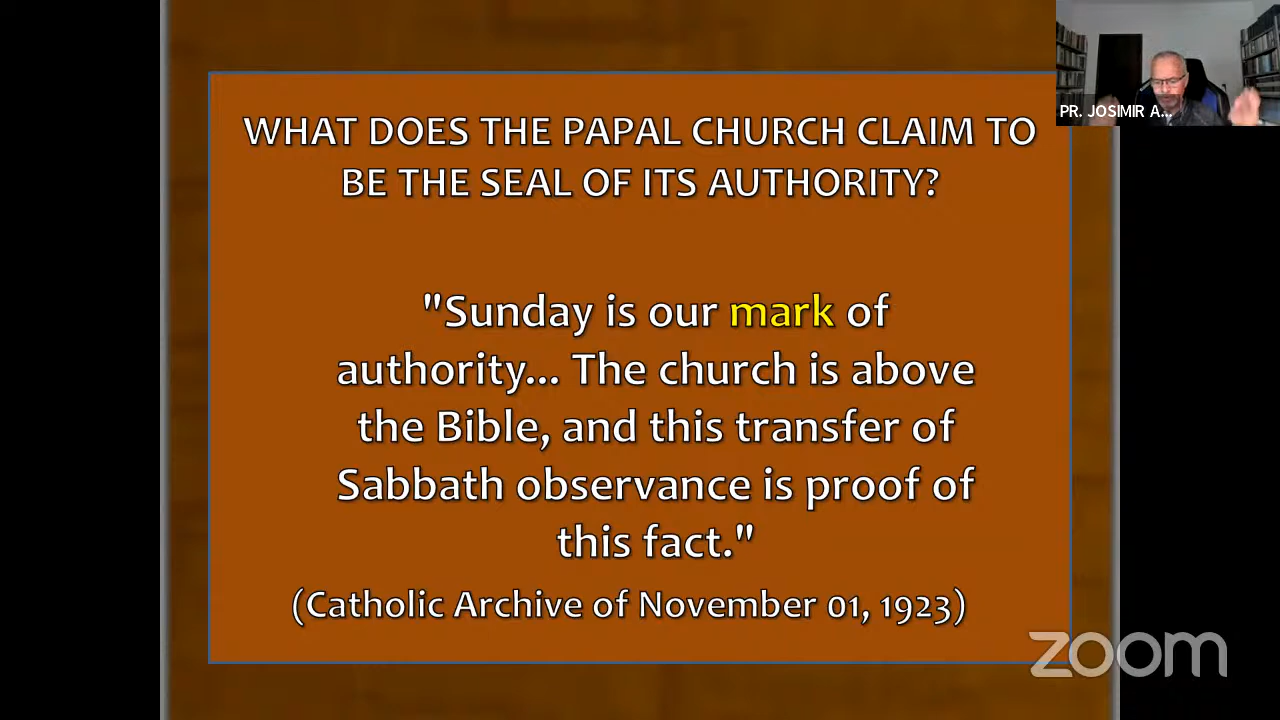 WHAT DOES THE PAPAL CHURCH CLAIM TO
BE THE SEAL OF ITS AUTHORITY?
PR. JOSIMIR A...
"Sunday is our mark of
authority... The church is above
the Bible, and this transfer of
Sabbath observance is proof of
this fact."
(Catholic Archive of November 01, 1923)
zoom